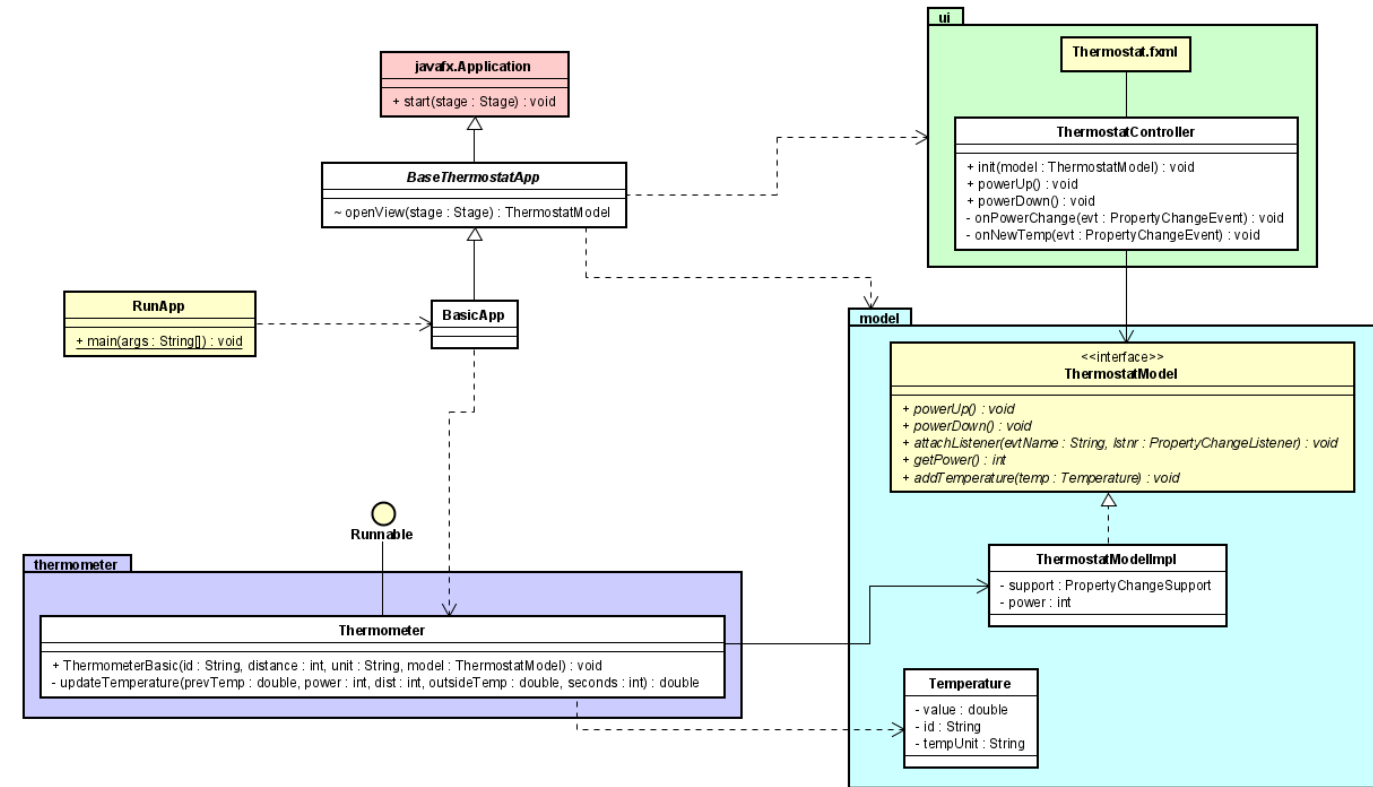 ui
Thermostat.fxml
javafx.Application
+ start(stage : Stage) : void
ThermostatController
+ init(model : ThermostatModel) : void
+ powerUp() : void
+ powerDown() : void
- onPowerChange(evt : PropertyChangeEvent) : void
- onNewTemp(evt : PropertyChangeEvent) : void
BaseThermostatApp
~ openView(stage : Stage) : ThermostatModel
RunApp
+ main(args : String[]) : void
BasicApp
model
<<interface>>
ThermostatModel
+ powerUp() : void
+ powerDown() : void
+ attachListener(evtName : String, lstnr : PropertyChangeListener) : void
+ getPower() : int
+ addTemperature(temp : Temperature) : void
Runnable
thermometer
ThermostatModelImpl
- support : PropertyChangeSupport
- power : int
Thermometer
+ ThermometerBasic(id : String, distance : int, unit : String, model : ThermostatModel) : void
- updateTemperature(prevTemp : double, power : int, dist : int, outsideTemp : double, seconds : int) : double
Temperature
- value : double
- id : String
- tempUnit : String